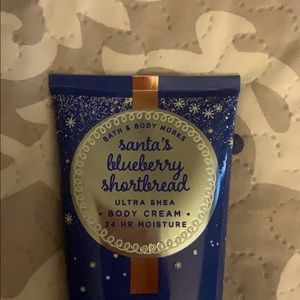 BATH & BODY WORKS
santa's
blueberry
shortbread
ULTRA SHEA
• BODY CREAM •
24 HR MOISTURE